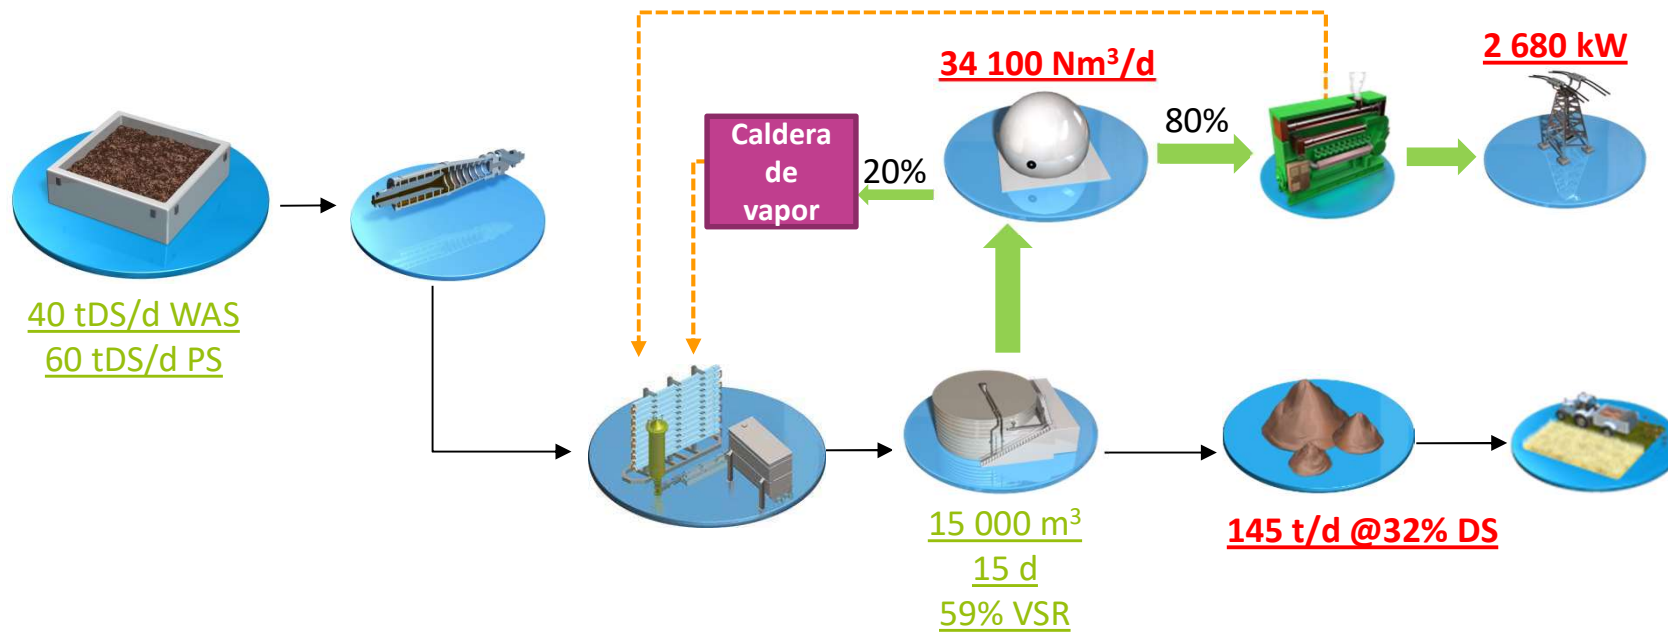 34 100 Nm³/d
2 680 kW
Caldera
de
vapor
20%
80%
40 tDS/d WAS
60 tDS/d PS
15 000 m³
15 d
59% VSR
145 t/d @32% DS